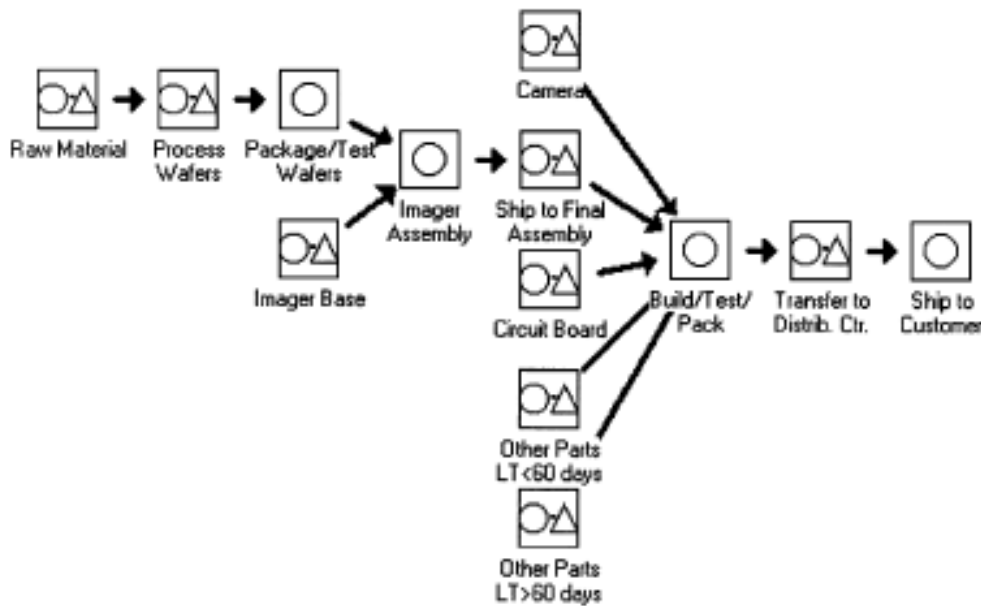 Camera
Raw Material
Process
Wafers
Package/Test
Wafers
Imager
Assembly
Ship to Final
Assembly
Imager Base
Circuit Board
Build/Test/
Pack
Transfer to
Distrib. Ctr.
Ship to
Customer
Other Parts
LT<60 days
Other Parts
LT>60 days